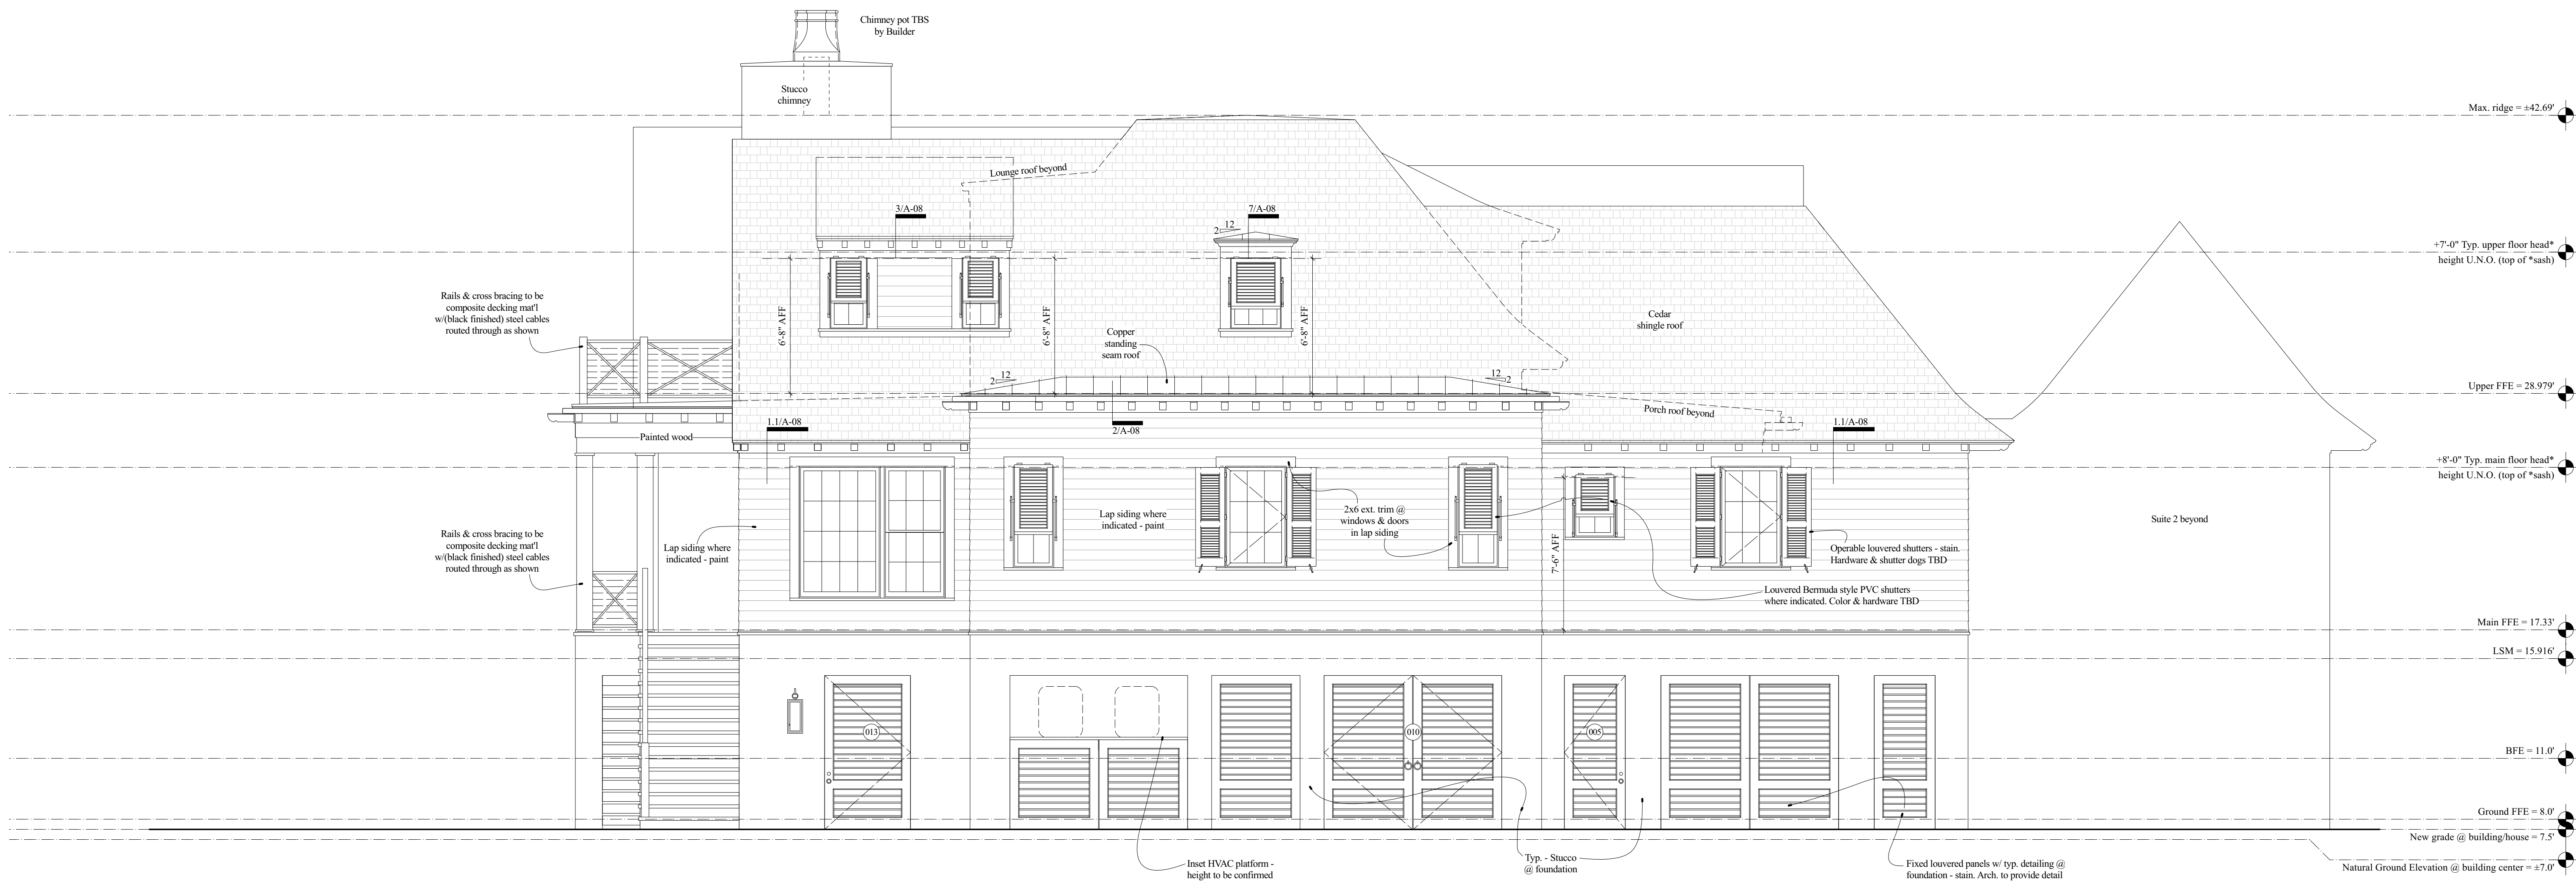 Chimney pot TBS
by Builder
Stucco
chimney
Max. ridge = ±42.69'
Lounge roof beyond
3/A-08
7/A-08
12
2
+7'-0" Typ. upper floor head*
height U.N.O. (top of *sash)
Rails & cross bracing to be
composite decking mat'l
w/(black finished) steel cables
routed through as shown
6'-8" AFF
6'-8" AFF
6'-8" AFF
Copper
standing
seam roof
Cedar
shingle roof
12
2
12
2
Upper FFE = 28.979'
Porch roof beyond
Painted wood
1.1/A-08
2/A-08
1.1/A-08
+8'-0" Typ. main floor head*
height U.N.O. (top of *sash)
Rails & cross bracing to be
composite decking mat'l
w/(black finished) steel cables
routed through as shown
Lap siding where
indicated - paint
Lap siding where
indicated - paint
2x6 ext. trim @
windows & doors
in lap siding
7'-6" AFF
Suite 2 beyond
Operable louvered shutters - stain.
Hardware & shutter dogs TBD
Louvered Bermuda style PVC shutters
where indicated. Color & hardware TBD
Main FFE = 17.33'
LSM = 15.916'
013
010
005
BFE = 11.0'
Ground FFE = 8.0'
New grade @ building/house = 7.5'
Natural Ground Elevation @ building center = ±7.0'
Inset HVAC platform -
height to be confirmed
Typ. - Stucco
@ foundation
Fixed louvered panels w/ typ. detailing @
foundation - stain. Arch. to provide detail